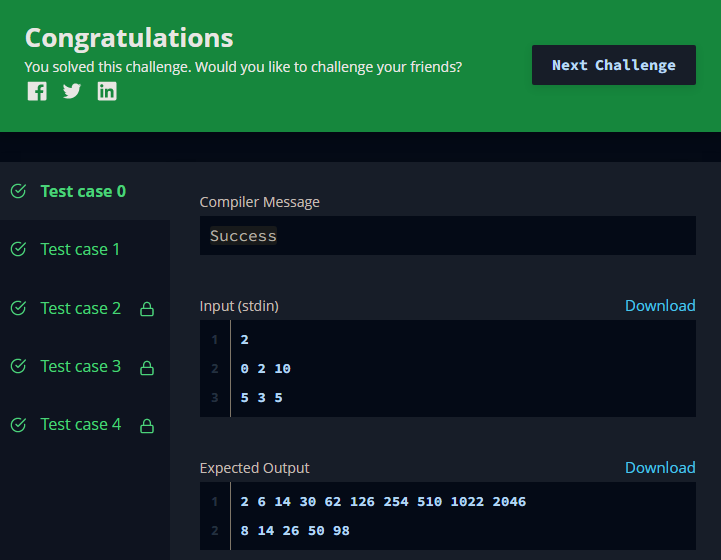 Congratulations
You solved this challenge. Would you like to challenge your friends?
Next Challenge
Test case 0
Test case 1
Test case 2
Test case 3
Test case 4
Compiler Message
Success
Input (stdin)
Download
1 2
2 0 2 10
3 5 3 5
Expected Output
Download
1 2 6 14 30 62 126 254 510 1022 2046
2 8 14 26 50 98